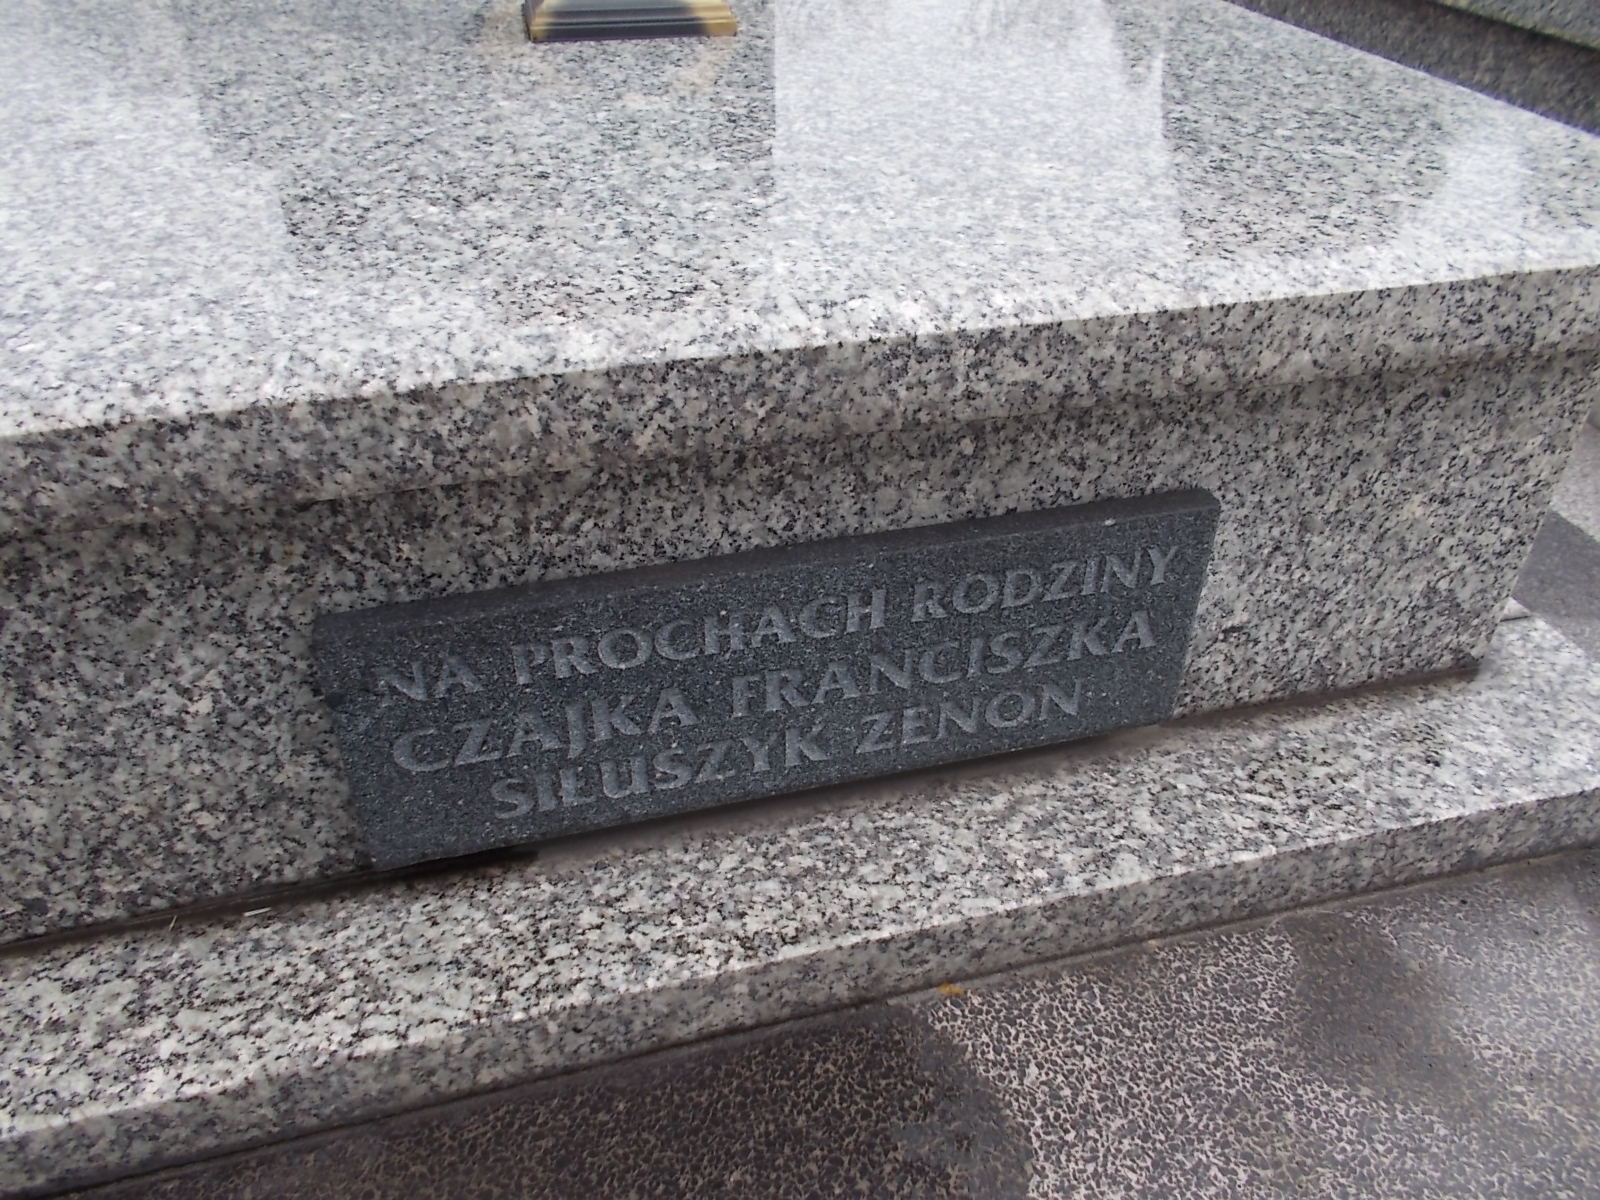 NA PROCHACH RODZINY
CZAJKA FRANCISZKA
SIŁUSZYK ZENON